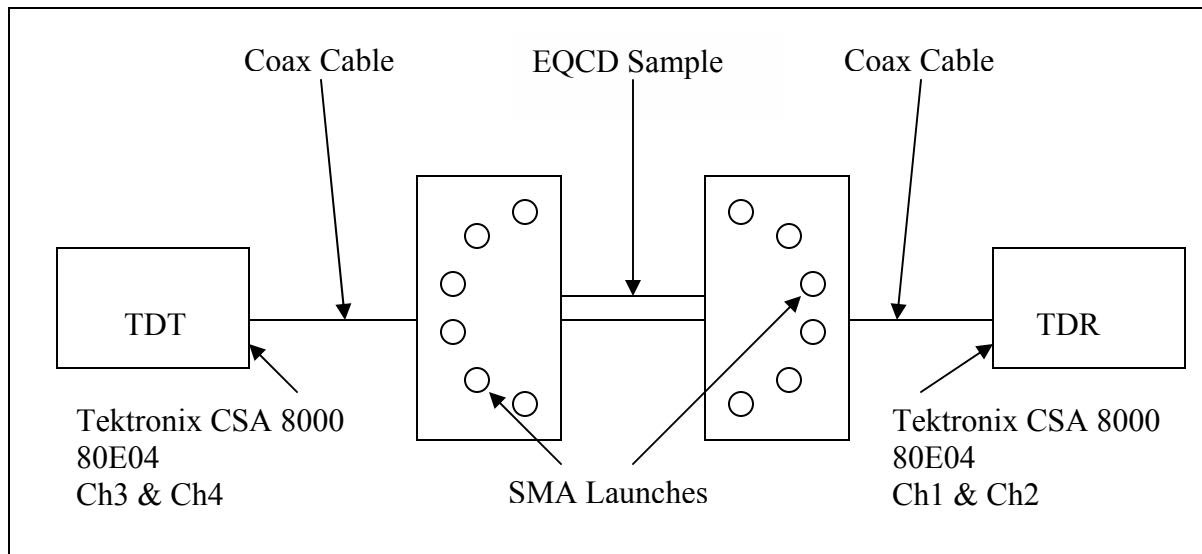 Coax Cable
EQCD Sample
Coax Cable
TDT
TDR
Tektronix CSA 8000
80E04
Ch3 & Ch4
SMA Launches
Tektronix CSA 8000
80E04
Ch1 & Ch2